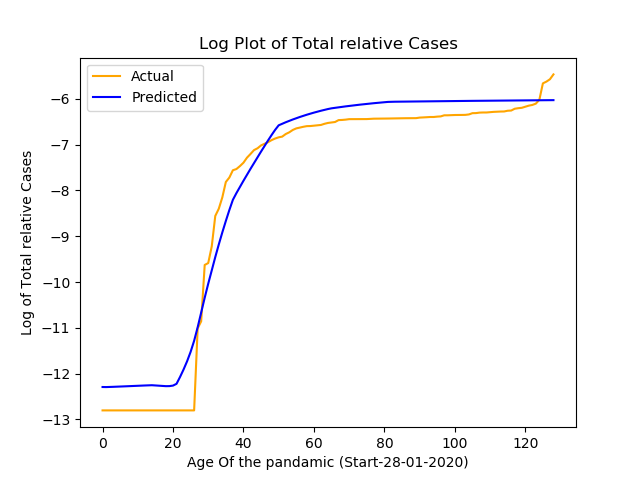 Log Plot of Total relative Cases
Actual
Predicted
−6
−7
−8
−9
−10
−11
−12
−13
Log of Total relative Cases
0 20 40 60 80 100 120
Age Of the pandamic (Start-28-01-2020)